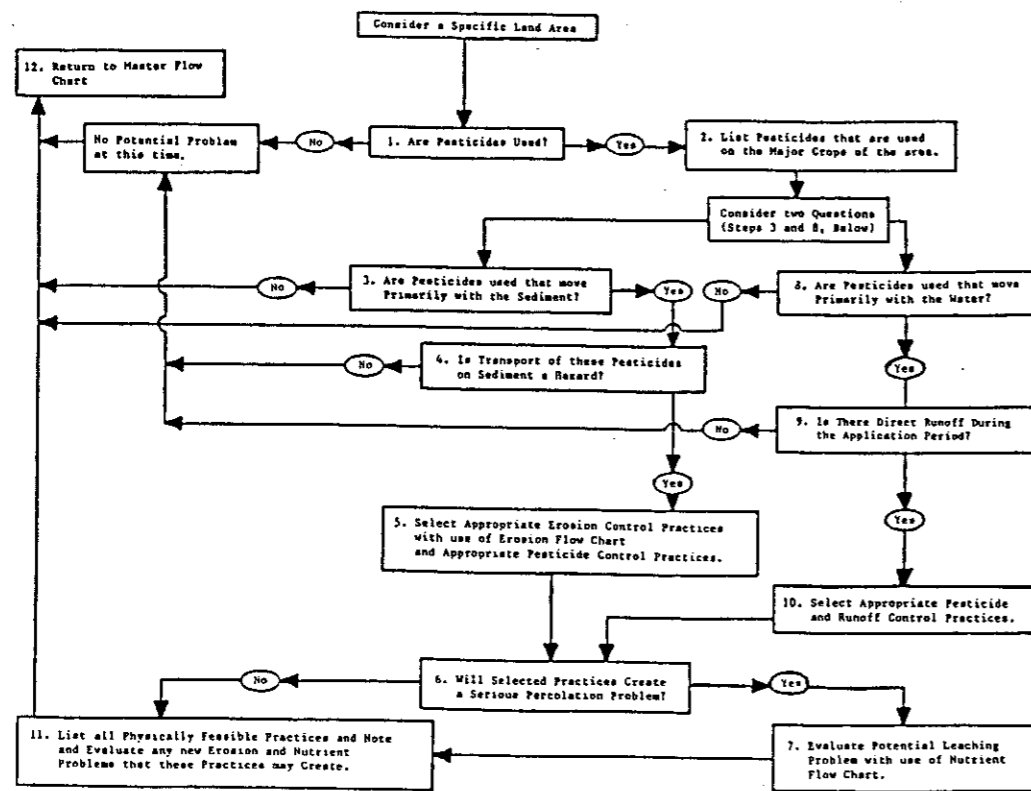 Consider a Specific Land Area
12. Return to Master Flow
Chart
No Potential Problem
at this time.
No
1. Are Pesticides Used?
Yes
2. List Pesticides that are used
on the Major Crops of the area.
Consider two Questions
(Steps 3 and 8, Below)
No
3. Are Pesticides used that move
Primarily with the Sediment?
Yes
No
8. Are Pesticides used that move
Primarily with the Water?
No
4. Is Transport of these Pesticides
on Sediment a Hazard?
Yes
No
9. Is There Direct Runoff During
the Application Period?
Yes
Yes
5. Select Appropriate Erosion Control Practices
with use of Erosion Flow Chart
and Appropriate Pesticide Control Practices.
10. Select Appropriate Pesticide
and Runoff Control Practices.
No
6. Will Selected Practices Create
a Serious Percolation Problem?
Yes
11. List all Physically Feasible Practices and Note
and Evaluate any new Erosion and Nutrient
Problems that these Practices may Create.
7. Evaluate Potential Leaching
Problem with use of Nutrient
Flow Chart.